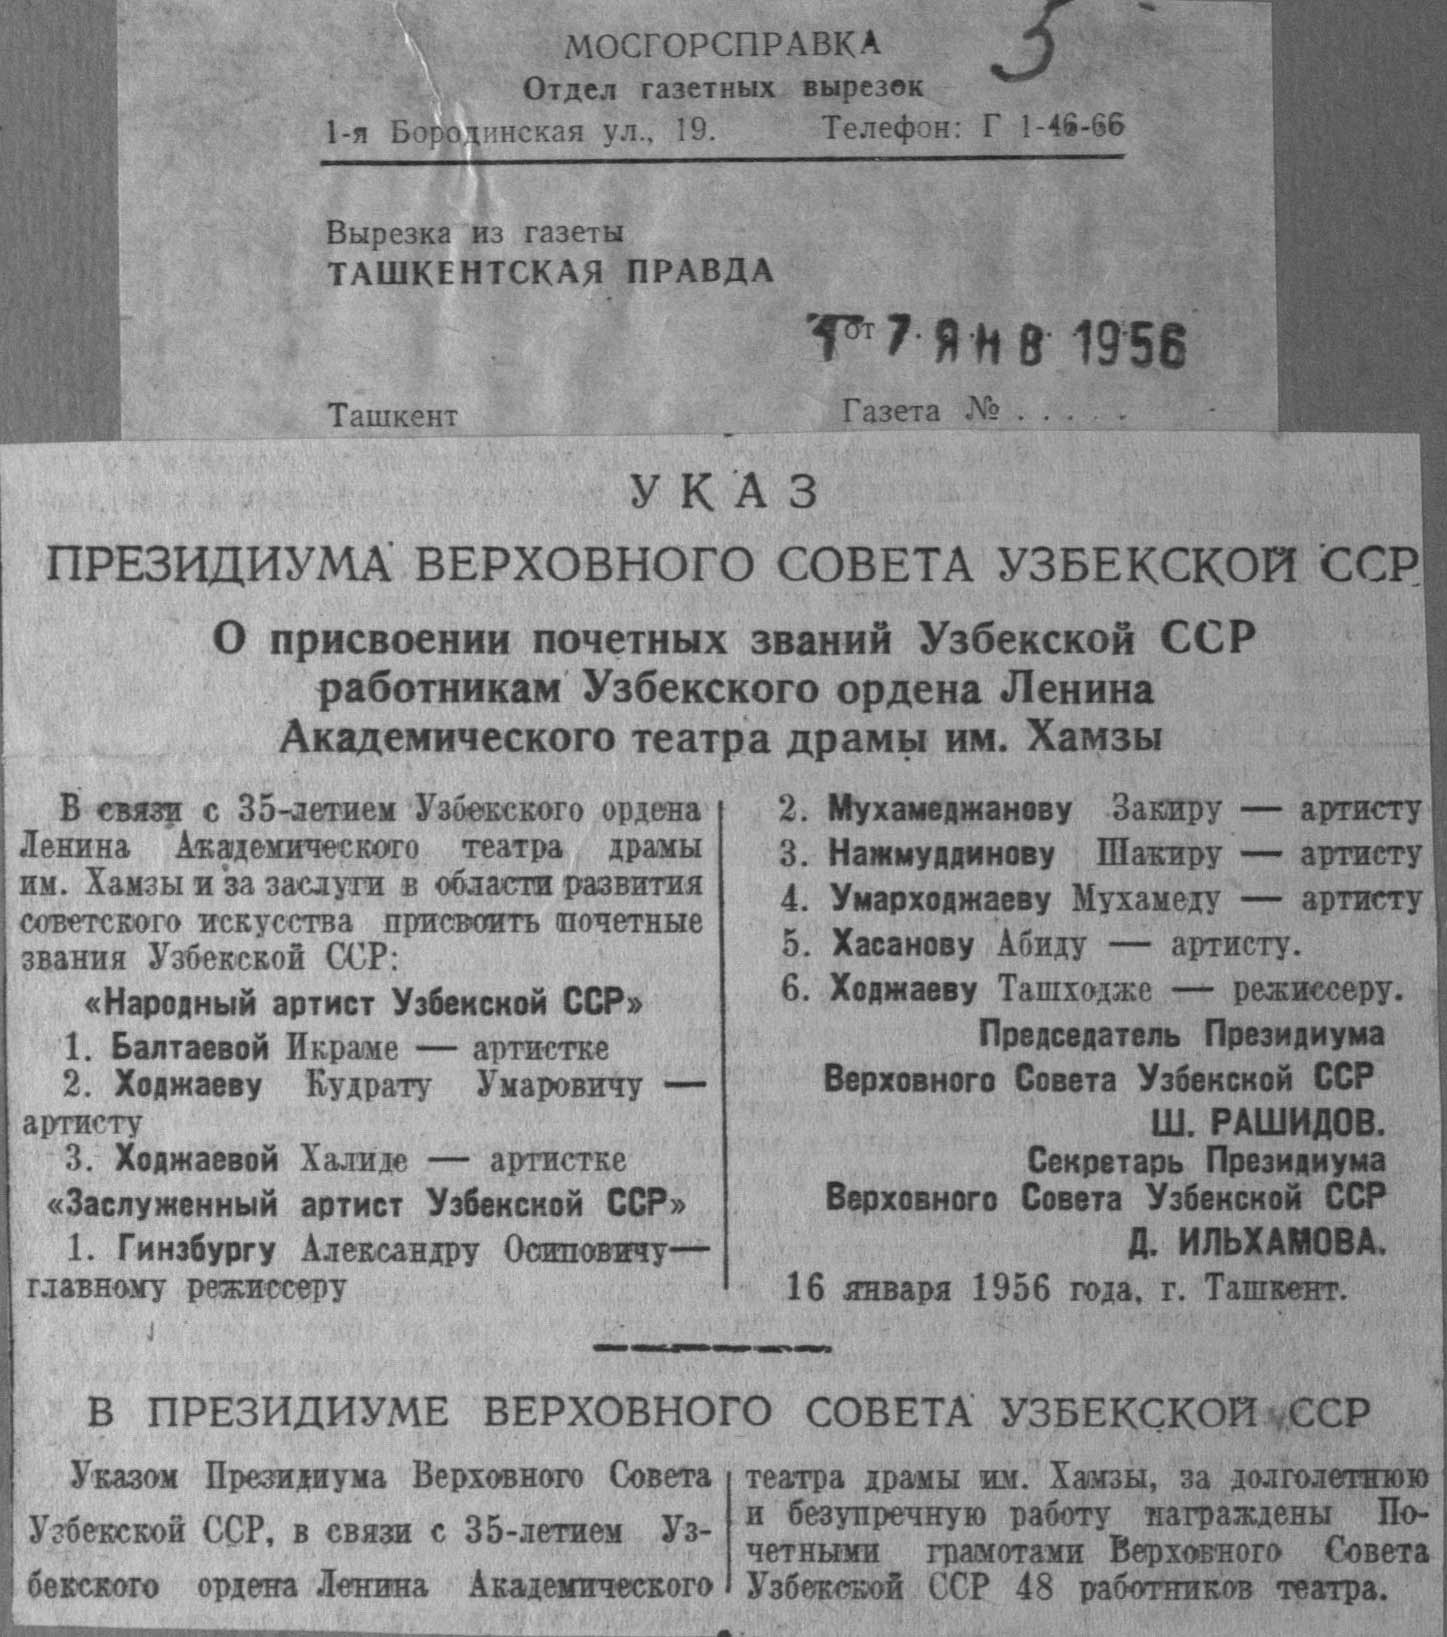 5
МОСГОРСПРАВКА
Отдел газетных вырезок
1-я Бородинская ул., 19. Телефон: Г 1-46-66
Вырезка из газеты
ТАШКЕНТСКАЯ ПРАВДА
1 от 7 ЯНВ 1956
Ташкент Газета № . . . . .
УКАЗ
ПРЕЗИДИУМА ВЕРХОВНОГО СОВЕТА УЗБЕКСКОЙ ССР
О присвоении почетных званий Узбекской ССР
работникам Узбекского ордена Ленина
Академического театра драмы им. Хамзы
В связи с 35-летием Узбекского ордена
Ленина Академического театра драмы
им. Хамзы и за заслуги в области развития
советского искусства присвоить почетные
звания Узбекской ССР:
«Народный артист Узбекской ССР»
1. Балтаевой Икраме — артистке
2. Ходжаеву Кудрату Умаровичу —
артисту
3. Ходжаевой Халиде — артистке
«Заслуженный артист Узбекской ССР»
1. Гинзбургу Александру Осиповичу—
главному режиссеру
2. Мухамеджанову Закиру — артисту
3. Нажмуддинову Шакиру — артисту
4. Умарходжаеву Мухамеду — артисту
5. Хасанову Абиду — артисту.
6. Ходжаеву Ташходже — режиссеру.
Председатель Президиума
Верховного Совета Узбекской ССР
Ш. РАШИДОВ.
Секретарь Президиума
Верховного Совета Узбекской ССР
Д. ИЛЬХАМОВА.
16 января 1956 года, г. Ташкент.
В ПРЕЗИДИУМЕ ВЕРХОВНОГО СОВЕТА УЗБЕКСКОЙ ССР
Указом Президиума Верховного Совета
Узбекской ССР, в связи с 35-летием Уз-
бекского ордена Ленина Академического
театра драмы им. Хамзы, за долголетнюю
и безупречную работу награждены По-
четными грамотами Верховного Совета
Узбекской ССР 48 работников театра.